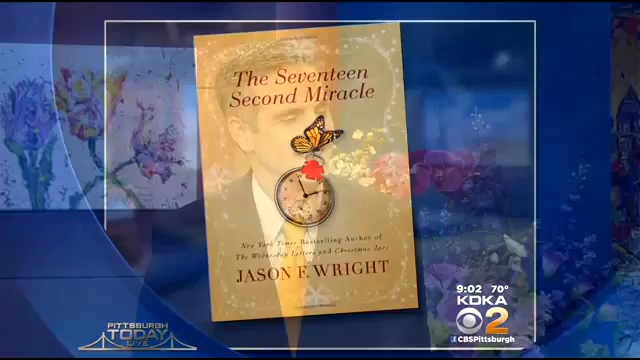 The Seventeen
Second Miracle
New York Times Bestselling Author of
The Wednesday Letters and Christmas Jars
JASON F. WRIGHT
9:02 70°
KDKA
2
CBSPittsburgh
PITTSBURGH
TODAY
LIVE